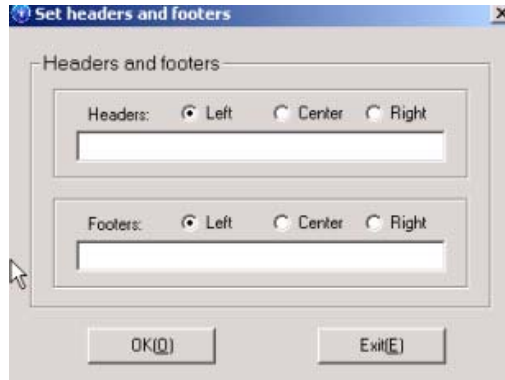 Set headers and footers
Headers and footers
Headers: Left Center Right
Footers: Left Center Right
OK(O) Exit(E)